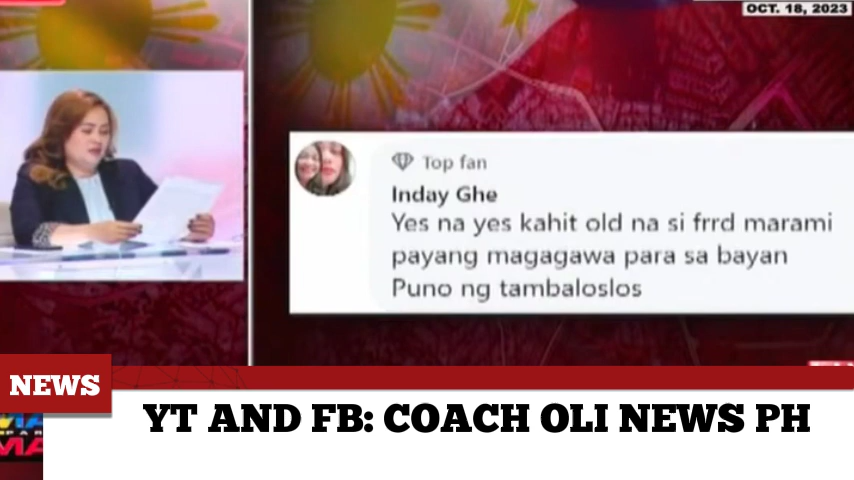 OCT. 18, 2023
Top fan
Inday Ghe
Yes na yes kahit old na si frrd marami
payang magagawa para sa bayan
Puno ng tambaloslos
NEWS
YT AND FB: COACH OLI NEWS PH